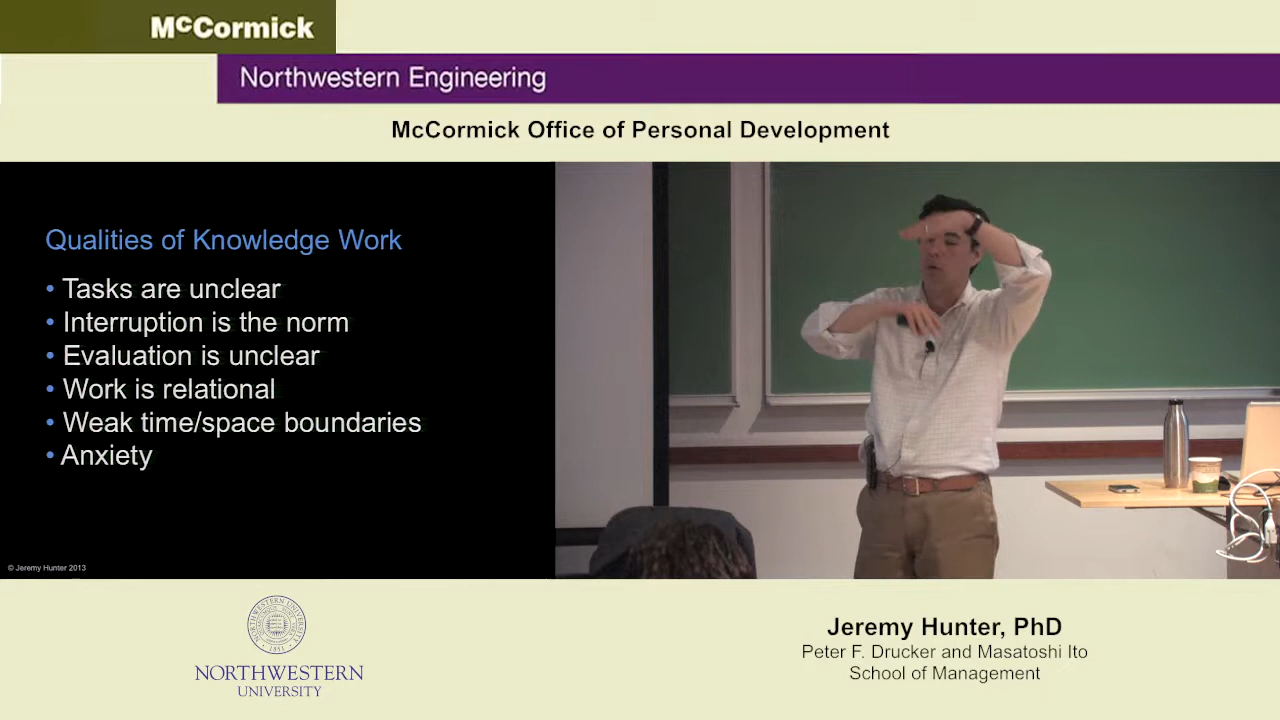 McCormick
Northwestern Engineering
McCormick Office of Personal Development
Qualities of Knowledge Work
• Tasks are unclear
• Interruption is the norm
• Evaluation is unclear
• Work is relational
• Weak time/space boundaries
• Anxiety
© Jeremy Hunter 2013
NORTHWESTERN
UNIVERSITY
Jeremy Hunter, PhD
Peter F. Drucker and Masatoshi Ito
School of Management